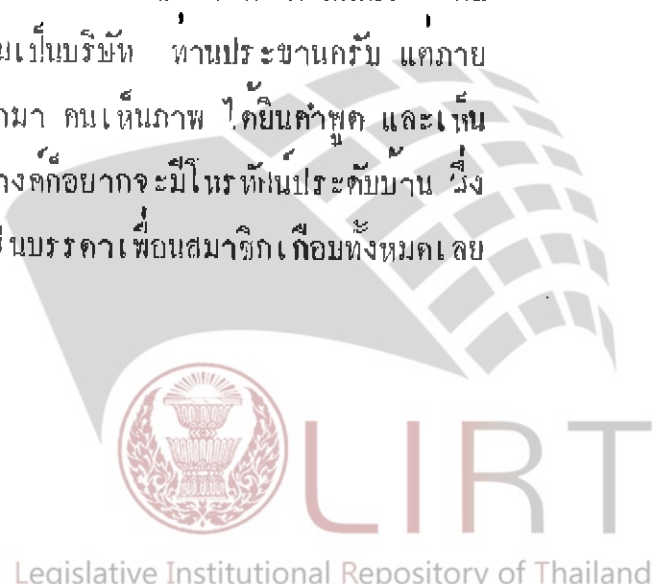 มเป็นบริษัท ท่านประธานครับ แต่ภาย
ามา คนเห็นภาพ ได้ยินคำพูด และเห็น
างค์ก็อยากจะมีโทรทัศน์ประดับบ้าน ซึ่ง
รรดาเพื่อนสมาชิกเกือบทั้งหมดเลย
LIRT
Legislative Institutional Repository of Thailand